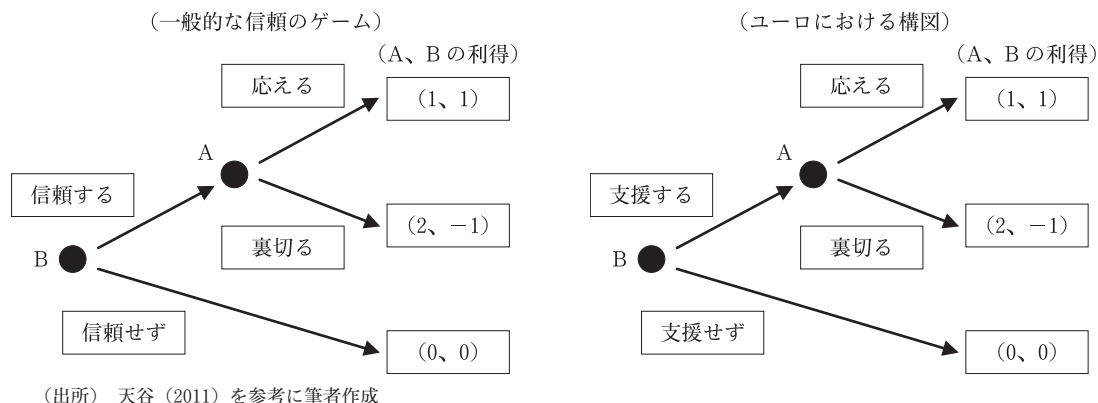 （一般的な信頼のゲーム）
（A、B の利得）
応える
（1、1）
A
信頼する
（2、－1）
裏切る
B
信頼せず
（0、0）
（出所）　天谷（2011）を参考に筆者作成
（ユーロにおける構図）
（A、B の利得）
応える
（1、1）
A
支援する
（2、－1）
裏切る
B
支援せず
（0、0）